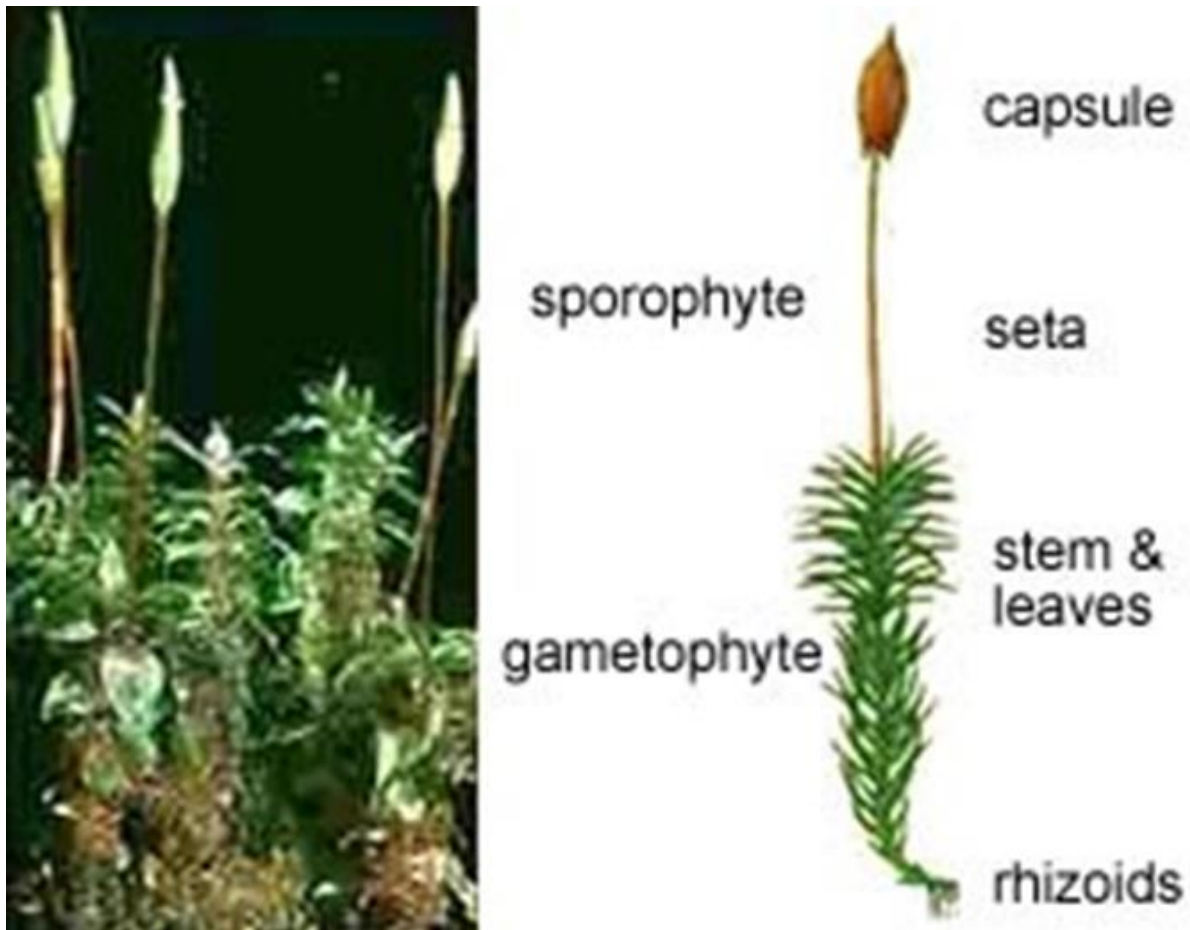 capsule
sporophyte
seta
stem &
leaves
gametophyte
rhizoids